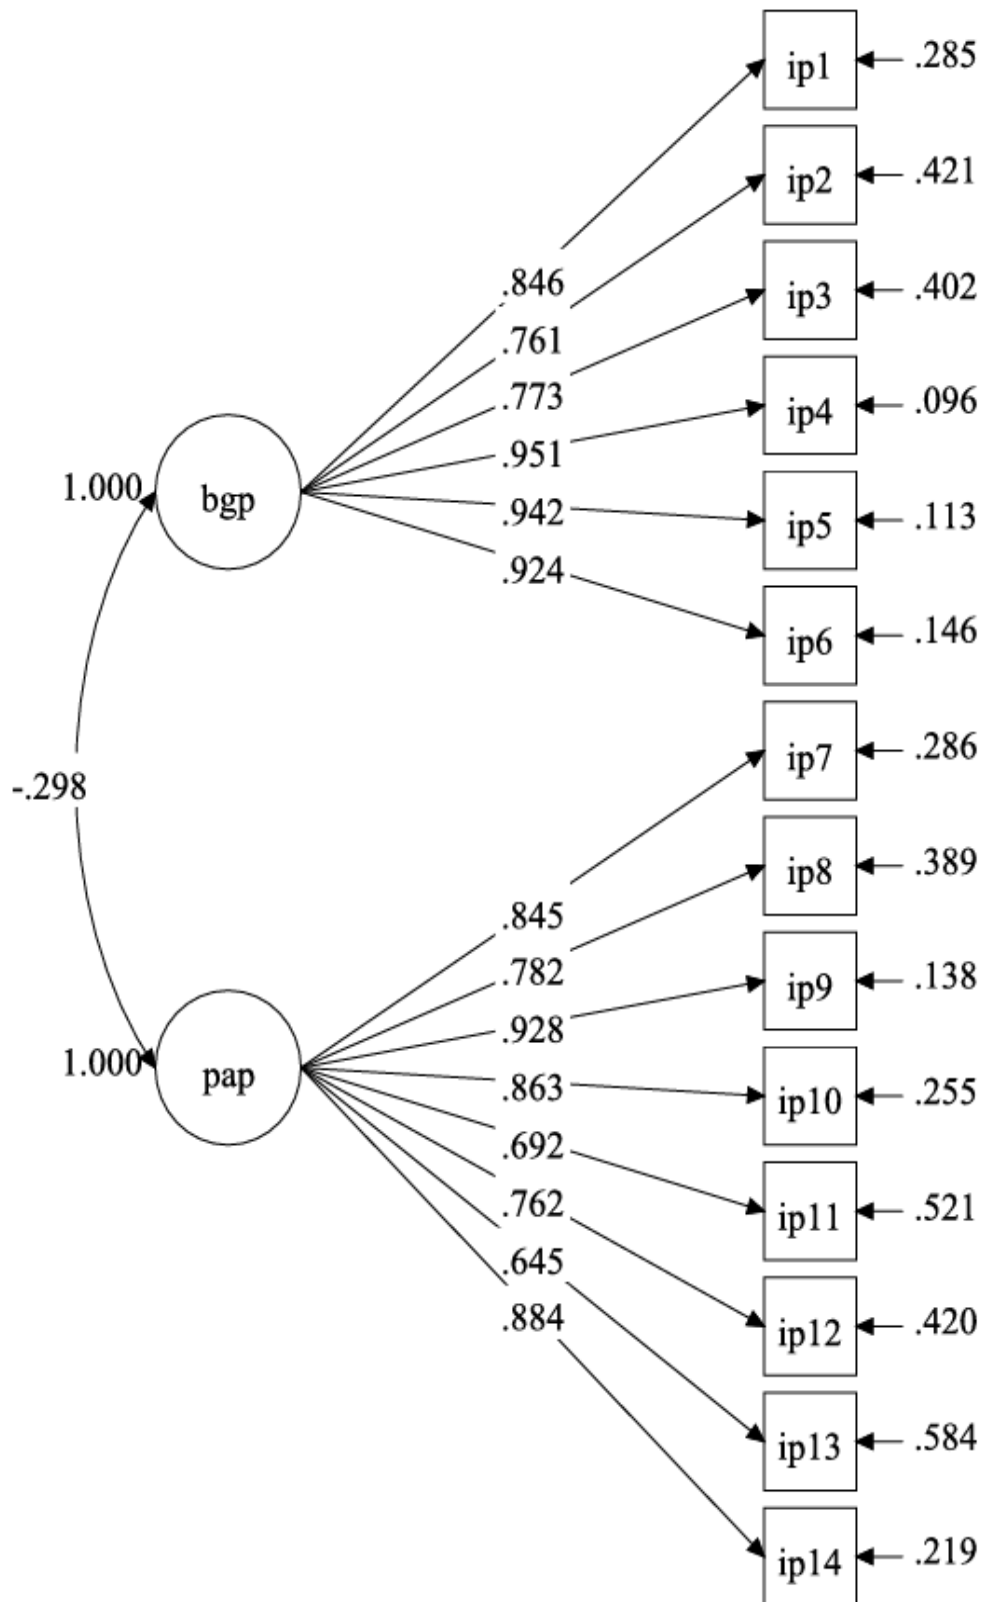 ip1 .285
ip2 .421
.846
ip3 .402
.761
.773
ip4 .096
.951
1.000 bgp
.942
ip5 .113
.924
ip6 .146
ip7 .286
-.298
ip8 .389
.845
.782
ip9 .138
.928
1.000 pap
.863
ip10 .255
.692
.762
ip11 .521
.645
.884
ip12 .420
ip13 .584
ip14 .219